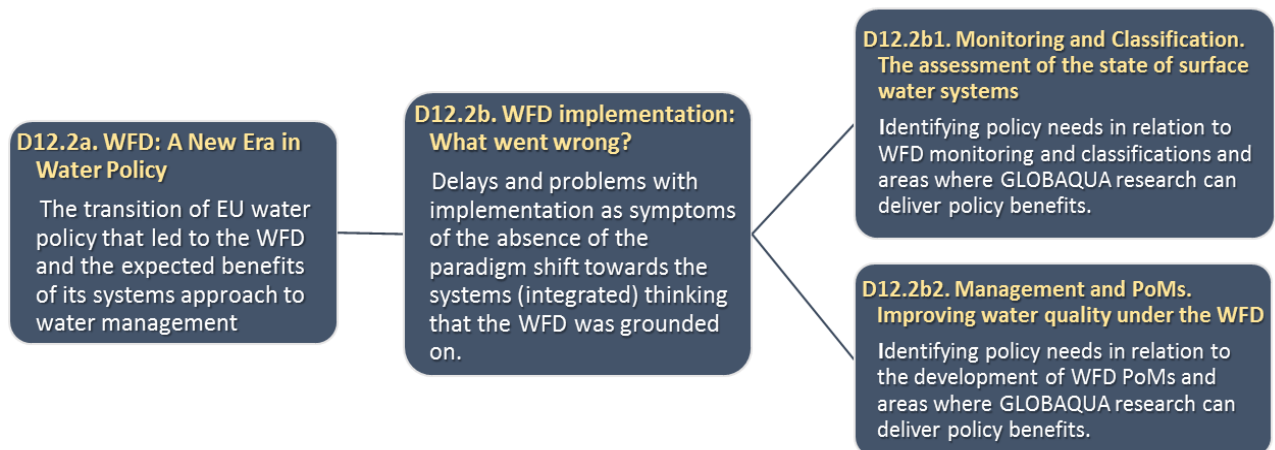 D12.2a. WFD: A New Era in
Water Policy
The transition of EU water
policy that led to the WFD
and the expected benefits
of its systems approach to
water management
D12.2b. WFD implementation:
What went wrong?
Delays and problems with
implementation as symptoms
of the absence of the
paradigm shift towards the
systems (integrated) thinking
that the WFD was grounded
on.
D12.2b1. Monitoring and Classification.
The assessment of the state of surface
water systems
Identifying policy needs in relation to
WFD monitoring and classifications and
areas where GLOBAQUA research can
deliver policy benefits.
D12.2b2. Management and PoMs.
Improving water quality under the WFD
Identifying policy needs in relation to
the development of WFD PoMs and
areas where GLOBAQUA research can
deliver policy benefits.